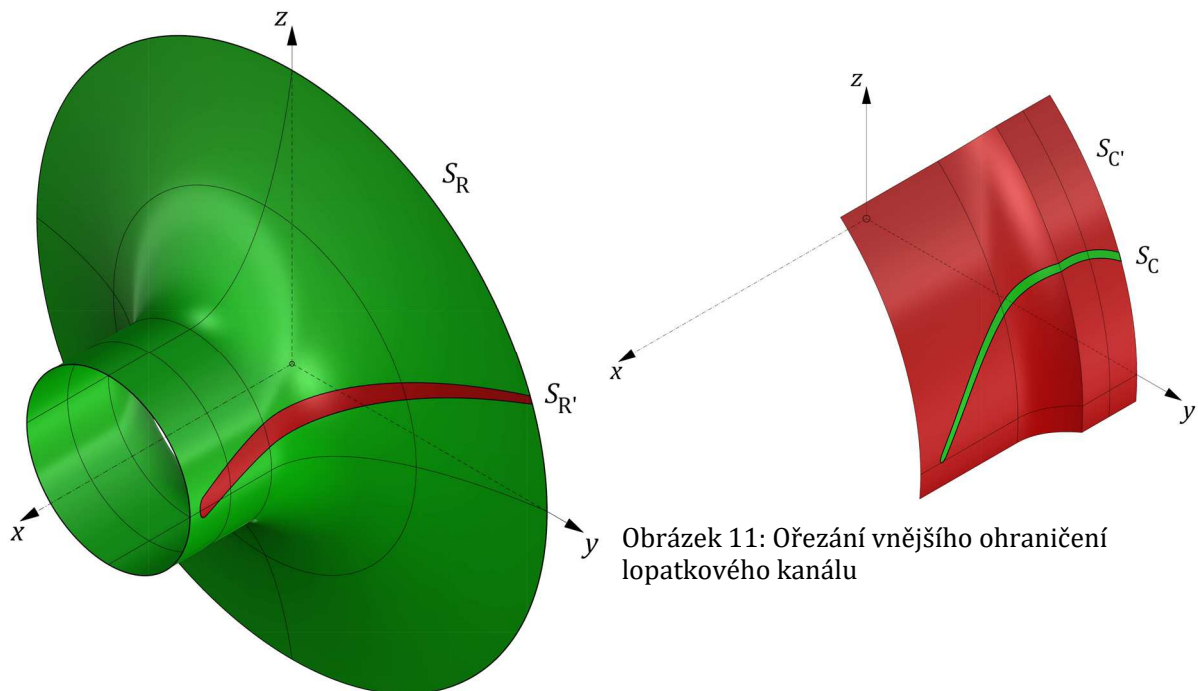 z
S_R
S_R'
x
y
z
S_C'
S_C
x
y
Obrázek 11: Ořezání vnějšího ohraničení
lopatkového kanálu